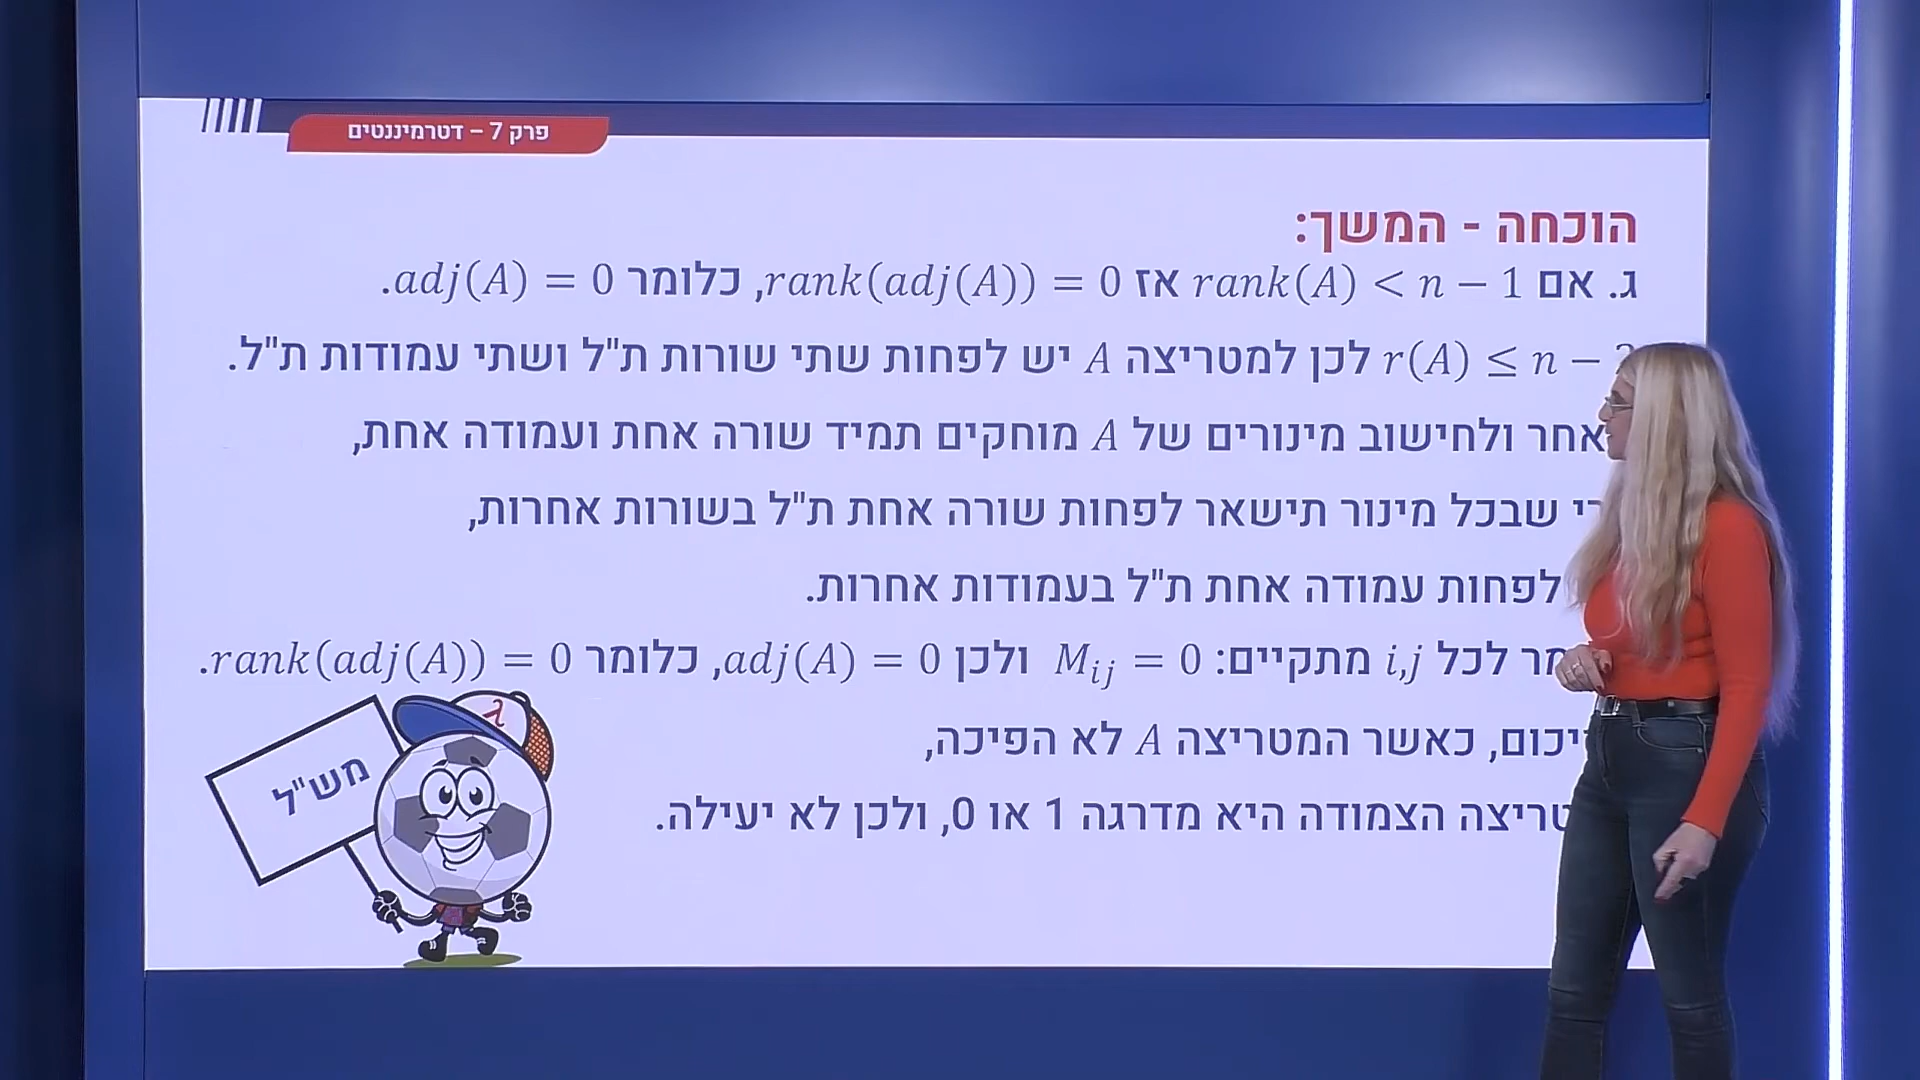 פרק 7 – דטרמיננטים
הוכחה - המשך:
ג. אם rank(A) < n − 1 אז rank(adj(A)) = 0, כלומר adj(A) = 0.
r(A) ≤ n − לכן למטריצה A יש לפחות שתי שורות ת"ל ושתי עמודות ת"ל.
ולחישוב מינורים של A מוחקים תמיד שורה אחת ועמודה אחת,
שבכל מינור תישאר לפחות שורה אחת ת"ל בשורות אחרות,
לפחות עמודה אחת ת"ל בעמודות אחרות.
לכל i,j מתקיים: M_ij = 0 ולכן adj(A) = 0, כלומר rank(adj(A)) = 0.
כאשר המטריצה A לא הפיכה,
הצמודה היא מדרגה 1 או 0, ולכן לא יעילה.
λ
מש"ל